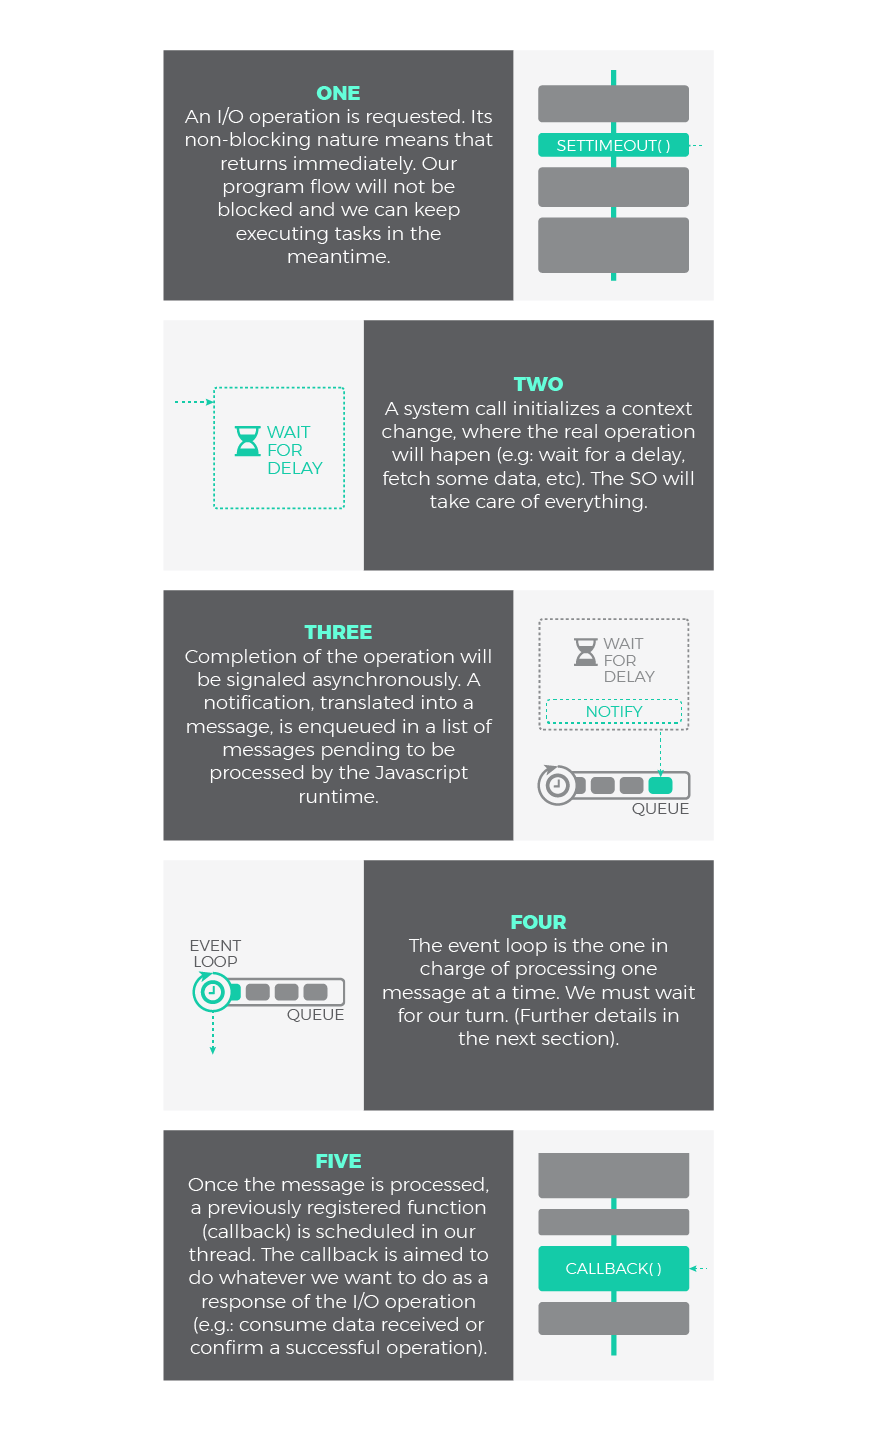 ONE
An I/O operation is requested. Its
non-blocking nature means that
returns immediately. Our
program flow will not be
blocked and we can keep
executing tasks in the
meantime.
SETTIMEOUT( )
WAIT
FOR
DELAY
TWO
A system call initializes a context
change, where the real operation
will hapen (e.g: wait for a delay,
fetch some data, etc). The SO will
take care of everything.
THREE
Completion of the operation will
be signaled asynchronously. A
notification, translated into a
message, is enqueued in a list of
messages pending to be
processed by the Javascript
runtime.
WAIT
FOR
DELAY
NOTIFY
QUEUE
EVENT
LOOP
QUEUE
FOUR
The event loop is the one in
charge of processing one
message at a time. We must wait
for our turn. (Further details in
the next section).
FIVE
Once the message is processed,
a previously registered function
(callback) is scheduled in our
thread. The callback is aimed to
do whatever we want to do as a
response of the I/O operation
(e.g.: consume data received or
confirm a successful operation).
CALLBACK( )